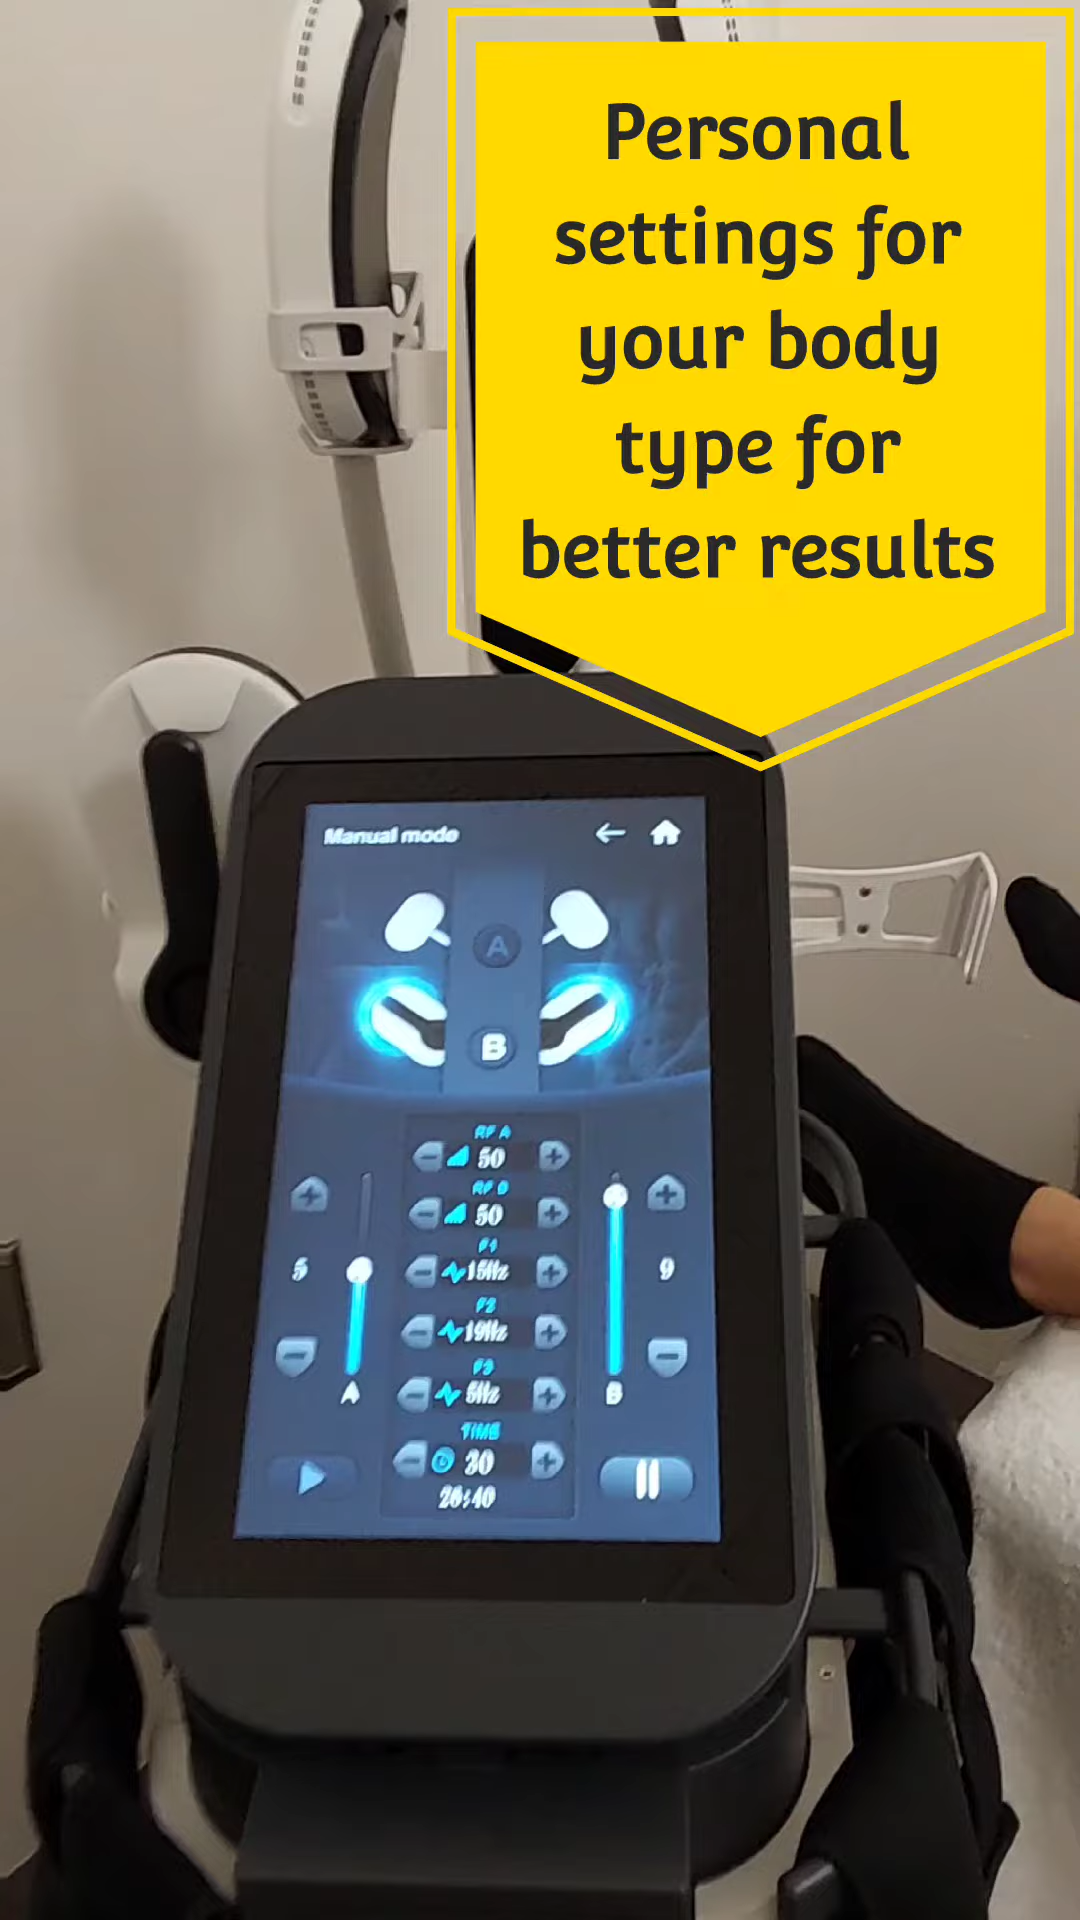 Personal
settings for
your body
type for
better results
Manual mode
A
B
RF A
50
RF B
50
F1
15Hz
5
9
F2
19Hz
F3
5Hz
A
B
TIME
30
26:40